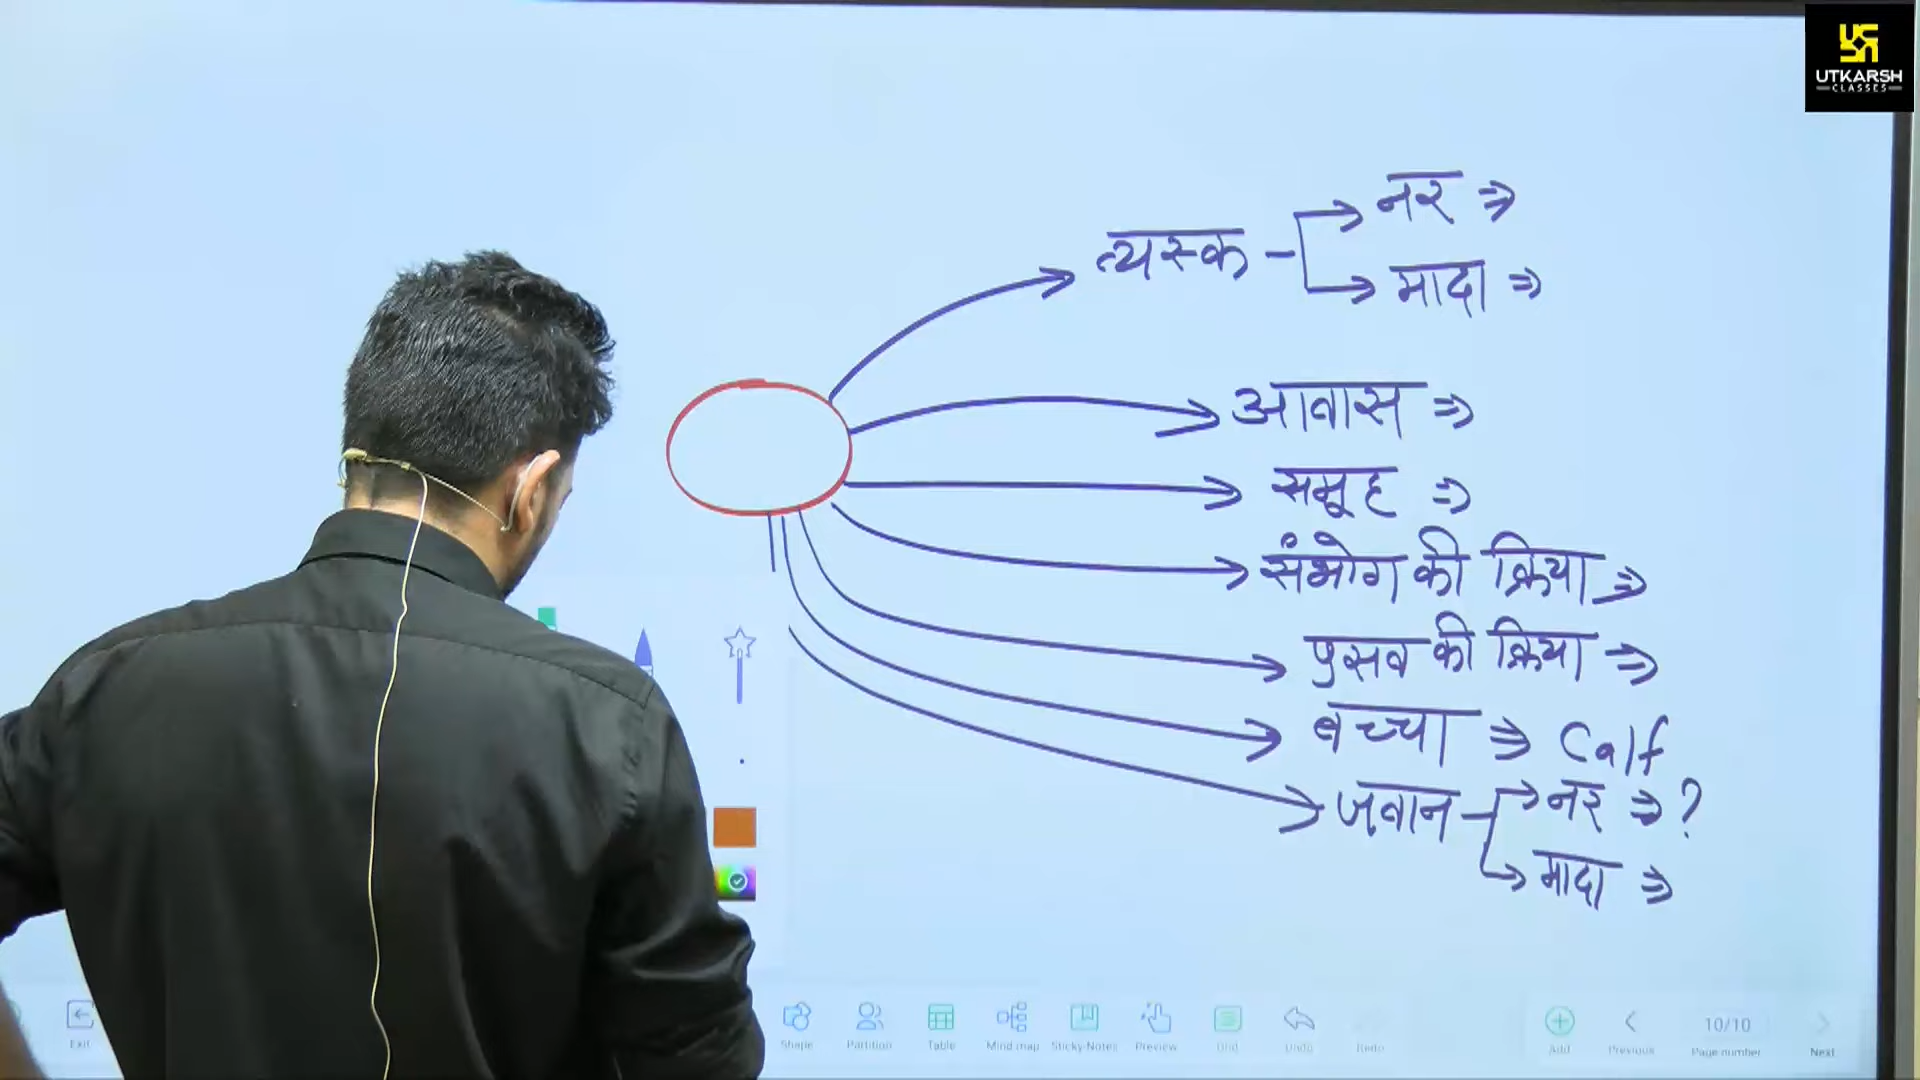 UTKARSH
CLASSES
नर ⇒
व्यस्क
मादा ⇒
आवास ⇒
समूह ⇒
संभोग की क्रिया ⇒
प्रसव की क्रिया ⇒
बच्चा ⇒ Calf
जवान → नर ⇒ ?
→ मादा ⇒
Exit
Shape
Partition
Table
Mind map
Sticky-Notes
Preview
Undo
Redo
Add
Previous
10/10
Page number
Next